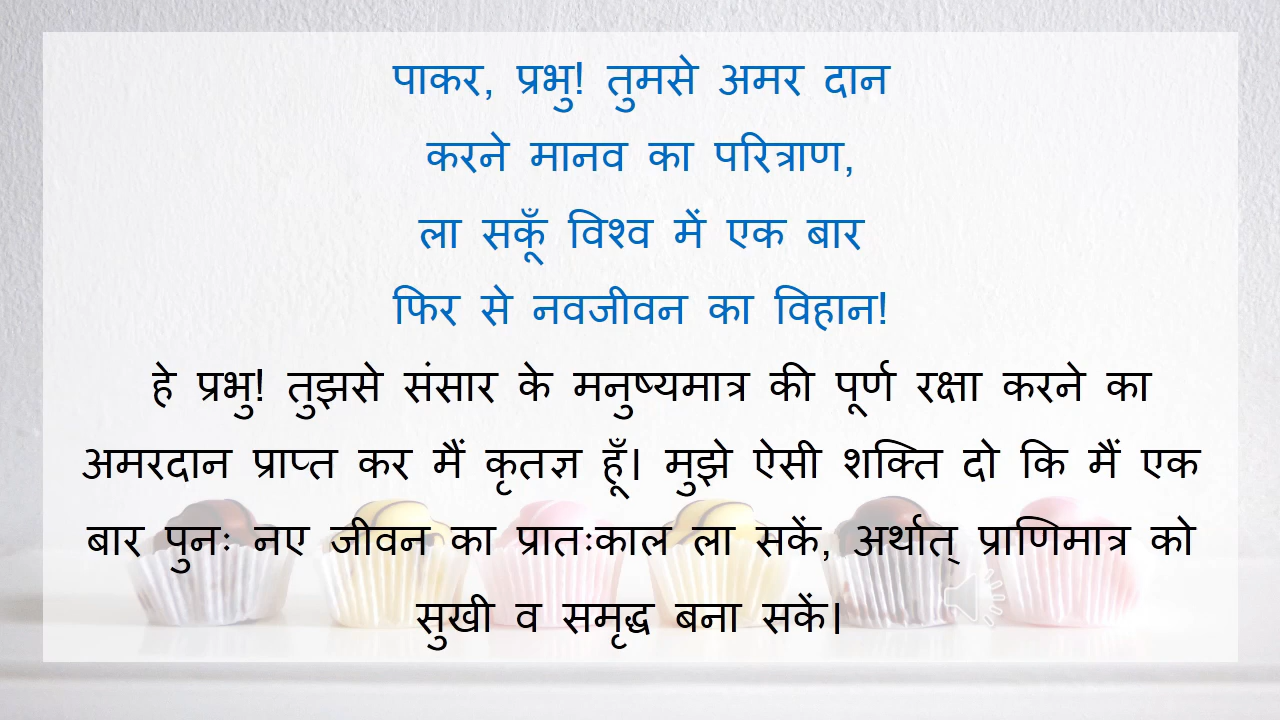 पाकर, प्रभु! तुमसे अमर दान
करने मानव का परित्राण,
ला सकूँ विश्व में एक बार
फिर से नवजीवन का विहान!
हे प्रभु! तुझसे संसार के मनुष्यमात्र की पूर्ण रक्षा करने का
अमरदान प्राप्त कर मैं कृतज्ञ हूँ। मुझे ऐसी शक्ति दो कि मैं एक
बार पुनः नए जीवन का प्रातःकाल ला सकें, अर्थात् प्राणिमात्र को
सुखी व समृद्ध बना सकें।